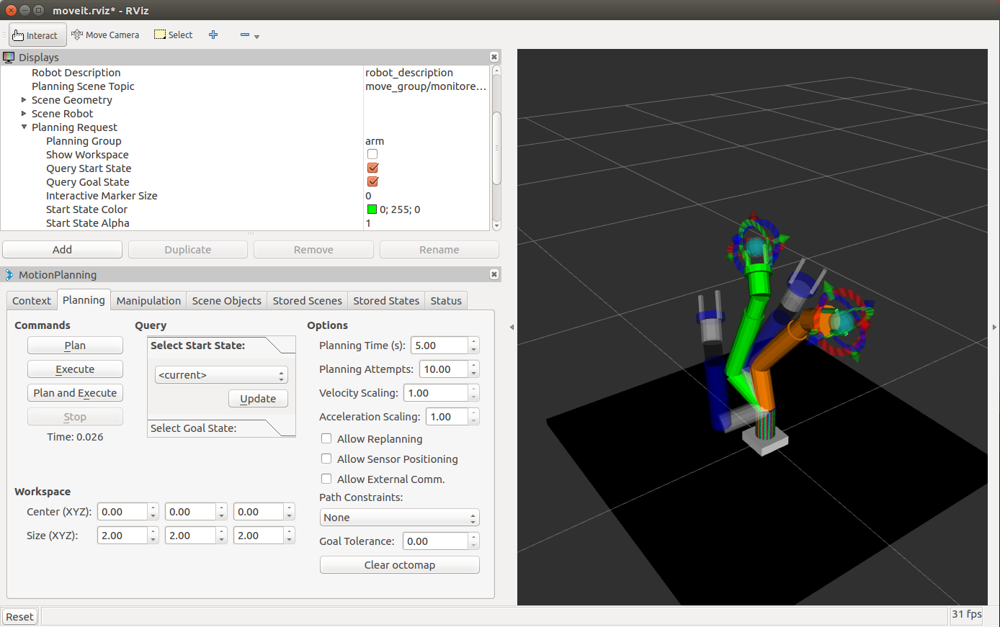 moveit.rviz* - RViz
Interact Move Camera Select
Displays
Robot Description robot_description
Planning Scene Topic move_group/monitore...
Scene Geometry
Scene Robot
Planning Request
Planning Group arm
Show Workspace
Query Start State
Query Goal State
Interactive Marker Size 0
Start State Color 0; 255; 0
Start State Alpha 1
Add Duplicate Remove Rename
MotionPlanning
Context Planning Manipulation Scene Objects Stored Scenes Stored States Status
Commands
Plan
Execute
Plan and Execute
Stop
Time: 0.026
Query
Select Start State:
<current>
Update
Select Goal State:
Options
Planning Time (s): 5.00
Planning Attempts: 10.00
Velocity Scaling: 1.00
Acceleration Scaling: 1.00
Allow Replanning
Allow Sensor Positioning
Allow External Comm.
Path Constraints:
None
Goal Tolerance: 0.00
Clear octomap
Workspace
Center (XYZ): 0.00 0.00 0.00
Size (XYZ): 2.00 2.00 2.00
Reset
31 fps